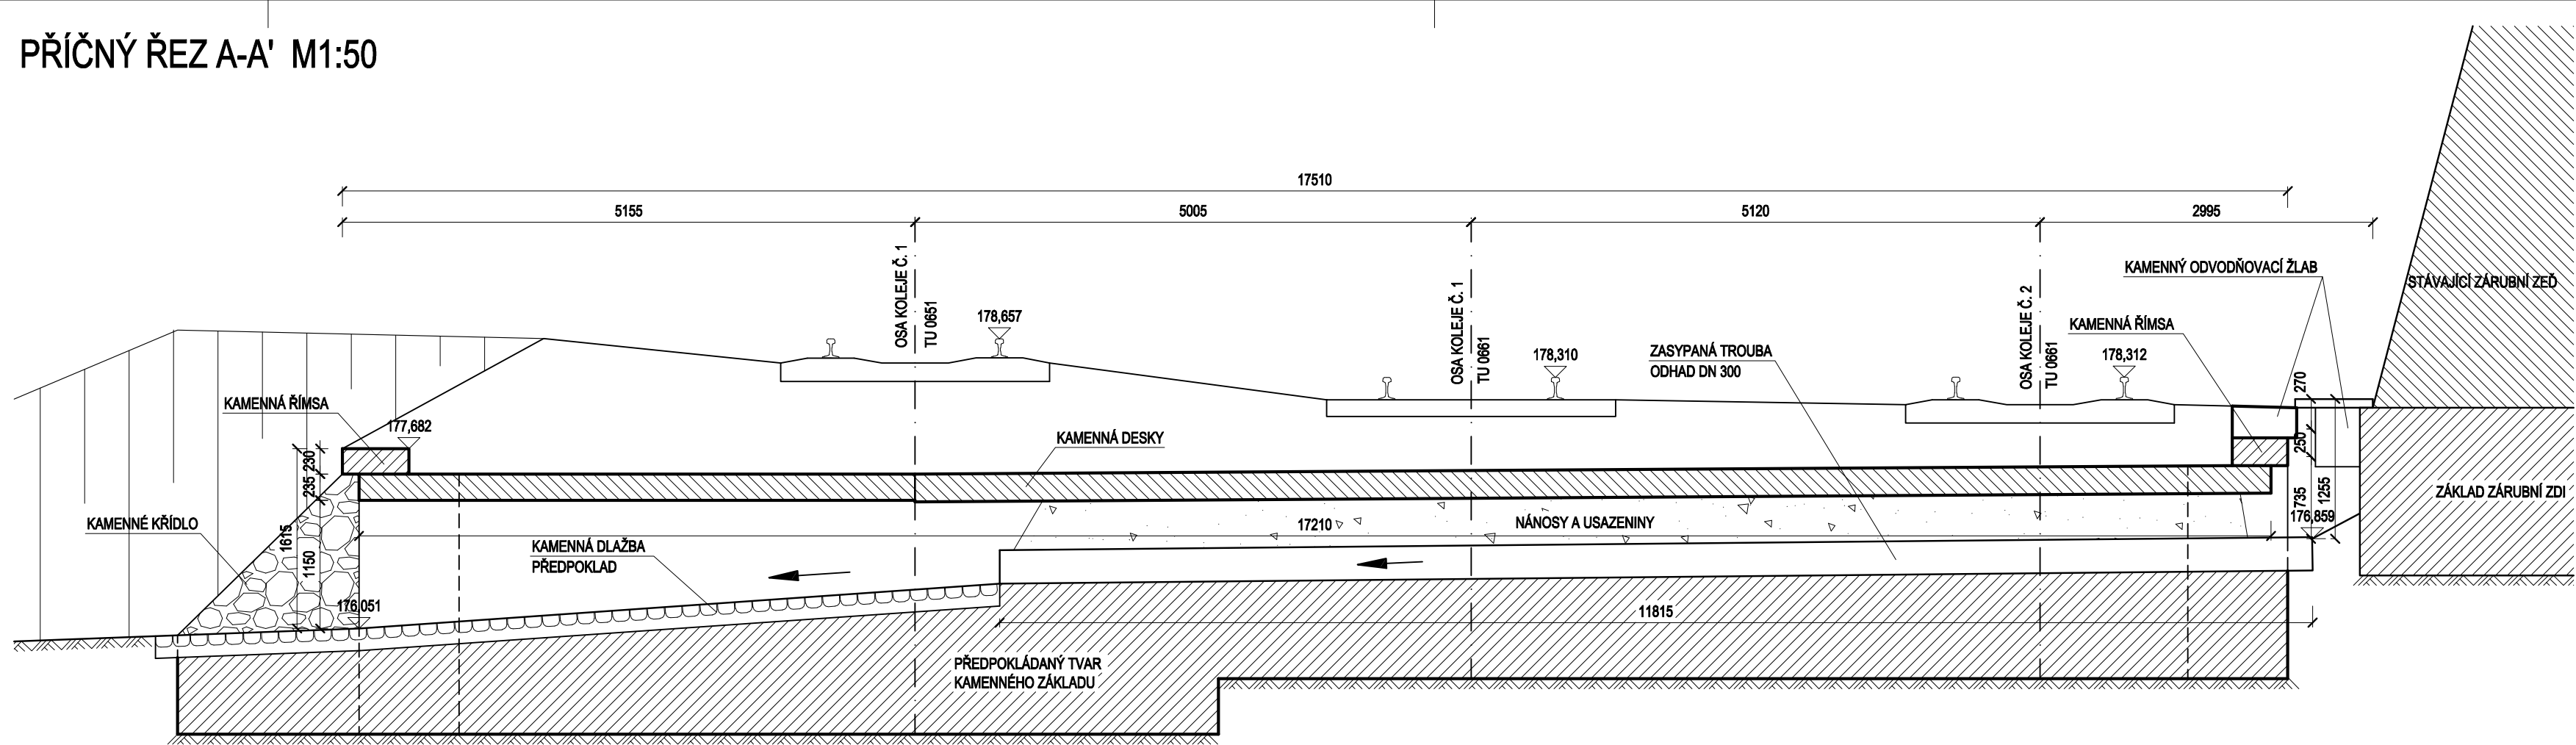 PŘÍČNÝ ŘEZ A-A' M1:50
17510
5155
5005
5120
2995
OSA KOLEJE Č. 1
TU 0651
178,657
OSA KOLEJE Č. 1
TU 0661
178,310
OSA KOLEJE Č. 2
TU 0661
178,312
KAMENNÝ ODVODŇOVACÍ ŽLAB
STÁVAJÍCÍ ZÁRUBNÍ ZEĎ
KAMENNÁ ŘÍMSA
ZASYPANÁ TROUBA
ODHAD DN 300
270
KAMENNÁ ŘÍMSA
177,682
KAMENNÁ DESKY
230
235
250
735
1255
ZÁKLAD ZÁRUBNÍ ZDI
KAMENNÉ KŘÍDLO
1615
1150
17210
NÁNOSY A USAZENINY
176,859
KAMENNÁ DLAŽBA
PŘEDPOKLAD
176,051
11815
PŘEDPOKLÁDANÝ TVAR
KAMENNÉHO ZÁKLADU